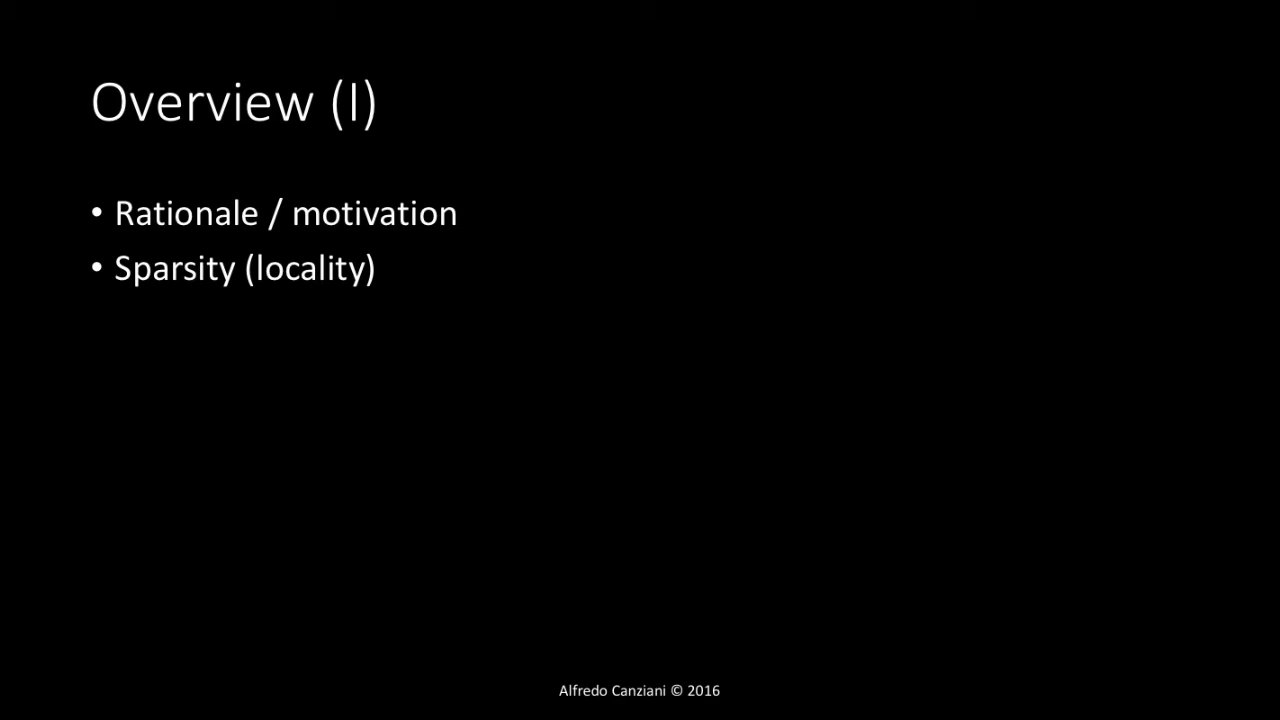 Overview (I)
• Rationale / motivation
• Sparsity (locality)
Alfredo Canziani © 2016